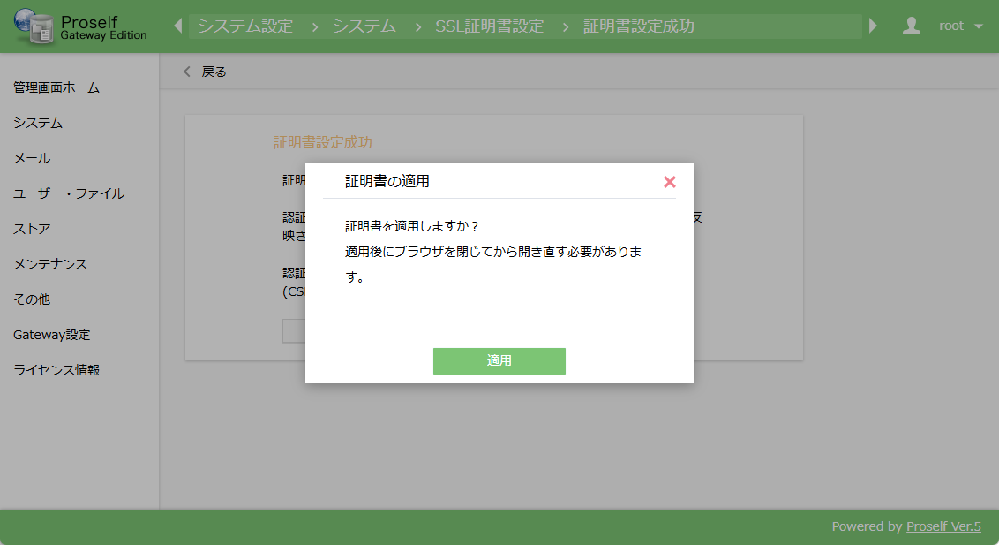 Proself
Gateway Edition
システム設定 › システム › SSL証明書設定 › 証明書設定成功
root
戻る
管理画面ホーム
システム
メール
ユーザー・ファイル
ストア
メンテナンス
その他
Gateway設定
ライセンス情報
証明書設定成功
証明
認証
反
映さ
認証
(CS
証明書の適用
証明書を適用しますか？
適用後にブラウザを閉じてから開き直す必要がありま
す。
適用
Powered by Proself Ver.5